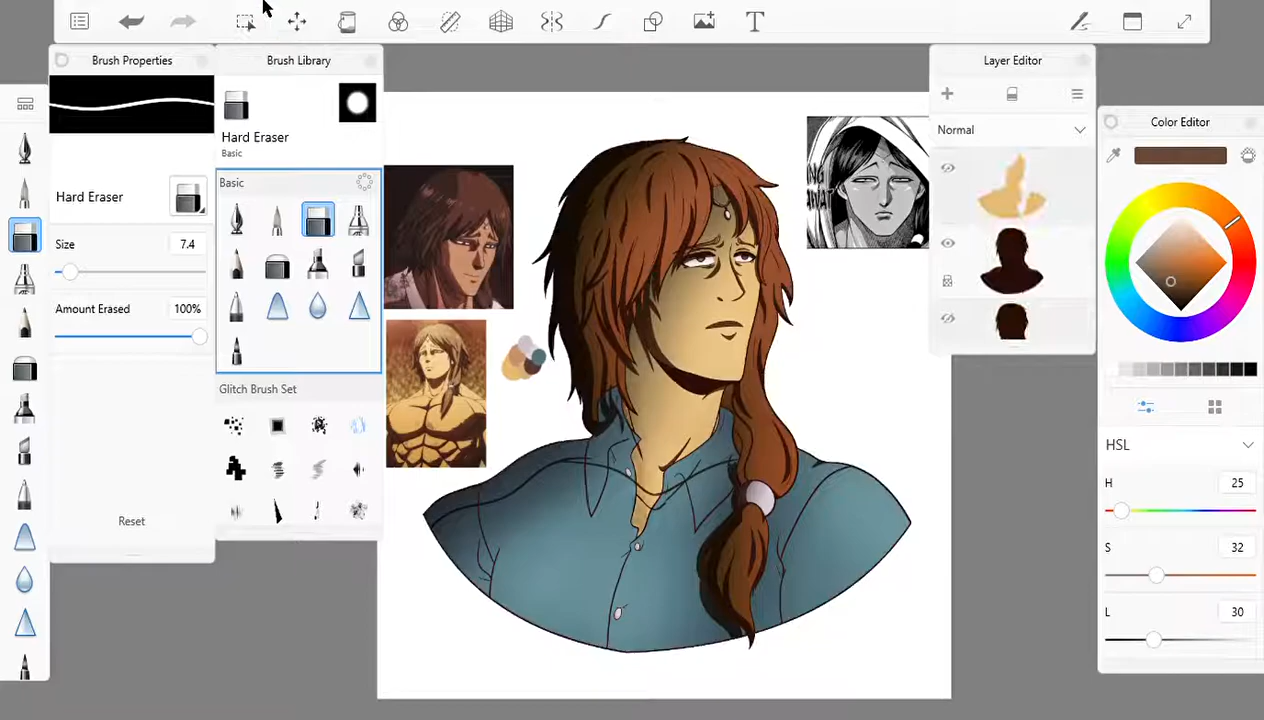 Brush Properties
Hard Eraser
Size
7.4
Amount Erased
100%
Reset
Brush Library
Hard Eraser
Basic
Basic
Glitch Brush Set
Layer Editor
Normal
Color Editor
HSL
H
25
S
32
L
30